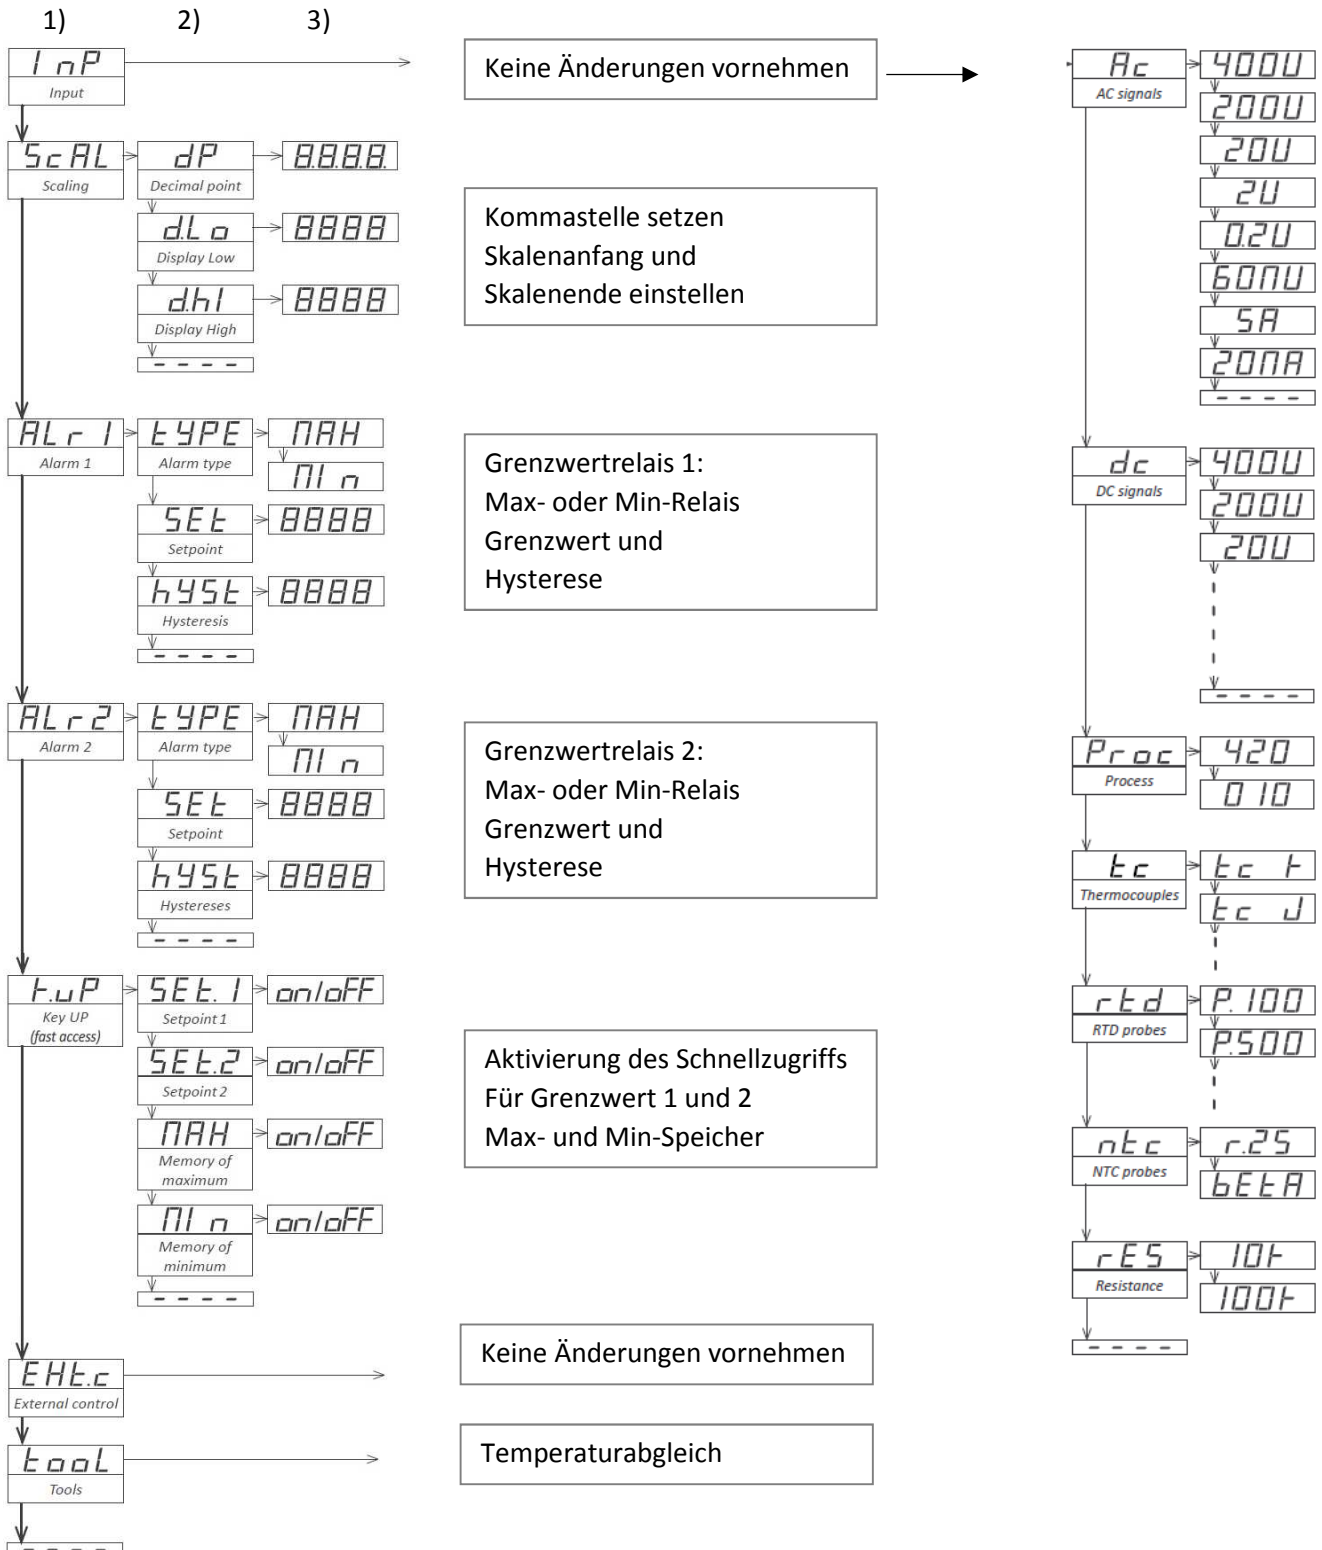 1) 2) 3)
InP
Input
Keine Änderungen vornehmen
ScAL
Scaling
dP
Decimal point
8.8.8.8.
d.Lo
Display Low
8888
d.hI
Display High
8888
- - - -
Kommastelle setzen
Skalenanfang und
Skalenende einstellen
ALr1
Alarm 1
tYPE
Alarm type
MAH
MIn
SEt
Setpoint
8888
hYSt
Hysteresis
8888
- - - -
Grenzwertrelais 1:
Max- oder Min-Relais
Grenzwert und
Hysterese
ALr2
Alarm 2
tYPE
Alarm type
MAH
MIn
SEt
Setpoint
8888
hYSt
Hystereses
8888
- - - -
Grenzwertrelais 2:
Max- oder Min-Relais
Grenzwert und
Hysterese
k.uP
Key UP
(fast access)
SEt.1
Setpoint1
on/oFF
SEt.2
Setpoint2
on/oFF
MAH
Memory of
maximum
on/oFF
MIn
Memory of
minimum
on/oFF
- - - -
Aktivierung des Schnellzugriffs
Für Grenzwert 1 und 2
Max- und Min-Speicher
EHt.c
External control
Keine Änderungen vornehmen
tooL
Tools
Temperaturabgleich
Ac
AC signals
400U
200U
20U
2U
0.2U
60MU
5A
20MA
- - - -
dc
DC signals
400U
200U
20U
- - - -
Proc
Process
420
010
tc
Thermocouples
tc k
tc J
rtd
RTD probes
P.100
P.500
ntc
NTC probes
r.25
bEtA
rES
Resistance
10k
100k
- - - -